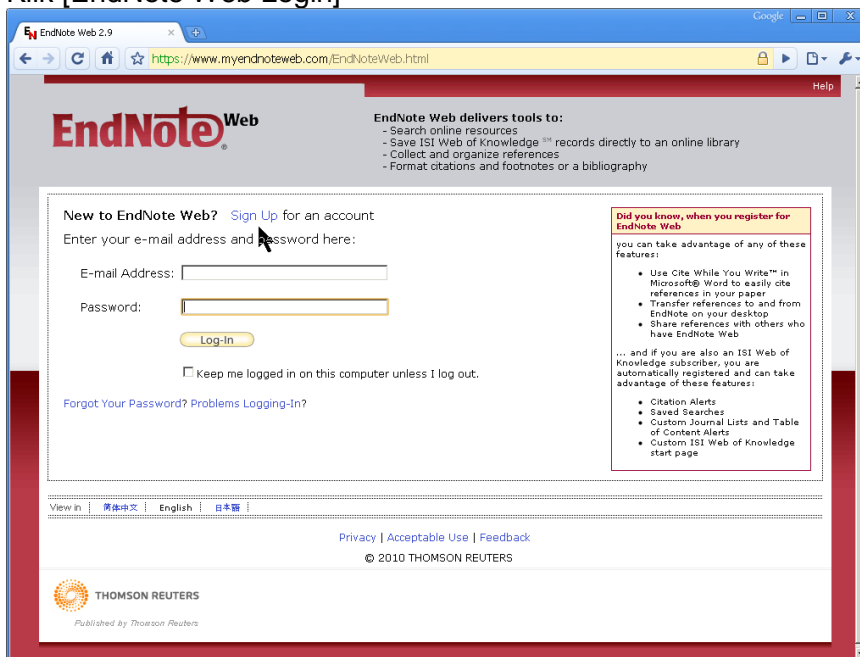 Klik [EndNote Web Login]
Google
EN EndNote Web 2.9
https://www.myendnoteweb.com/EndNoteWeb.html
Help
EndNote Web
EndNote Web delivers tools to:
- Search online resources
- Save ISI Web of Knowledge ℠ records directly to an online library
- Collect and organize references
- Format citations and footnotes or a bibliography
New to EndNote Web? Sign Up for an account
Enter your e-mail address and password here:
E-mail Address:
Password:
Log-In
Keep me logged in on this computer unless I log out.
Forgot Your Password? Problems Logging-In?
Did you know, when you register for
EndNote Web
you can take advantage of any of these
features:
• Use Cite While You Write™ in
Microsoft® Word to easily cite
references in your paper
• Transfer references to and from
EndNote on your desktop
• Share references with others who
have EndNote Web
... and if you are also an ISI Web of
Knowledge subscriber, you are
automatically registered and can take
advantage of these features:
• Citation Alerts
• Saved Searches
• Custom Journal Lists and Table
of Content Alerts
• Custom ISI Web of Knowledge
start page
View in 简体中文 English 日本語
Privacy | Acceptable Use | Feedback
© 2010 THOMSON REUTERS
THOMSON REUTERS
Published by Thomson Reuters